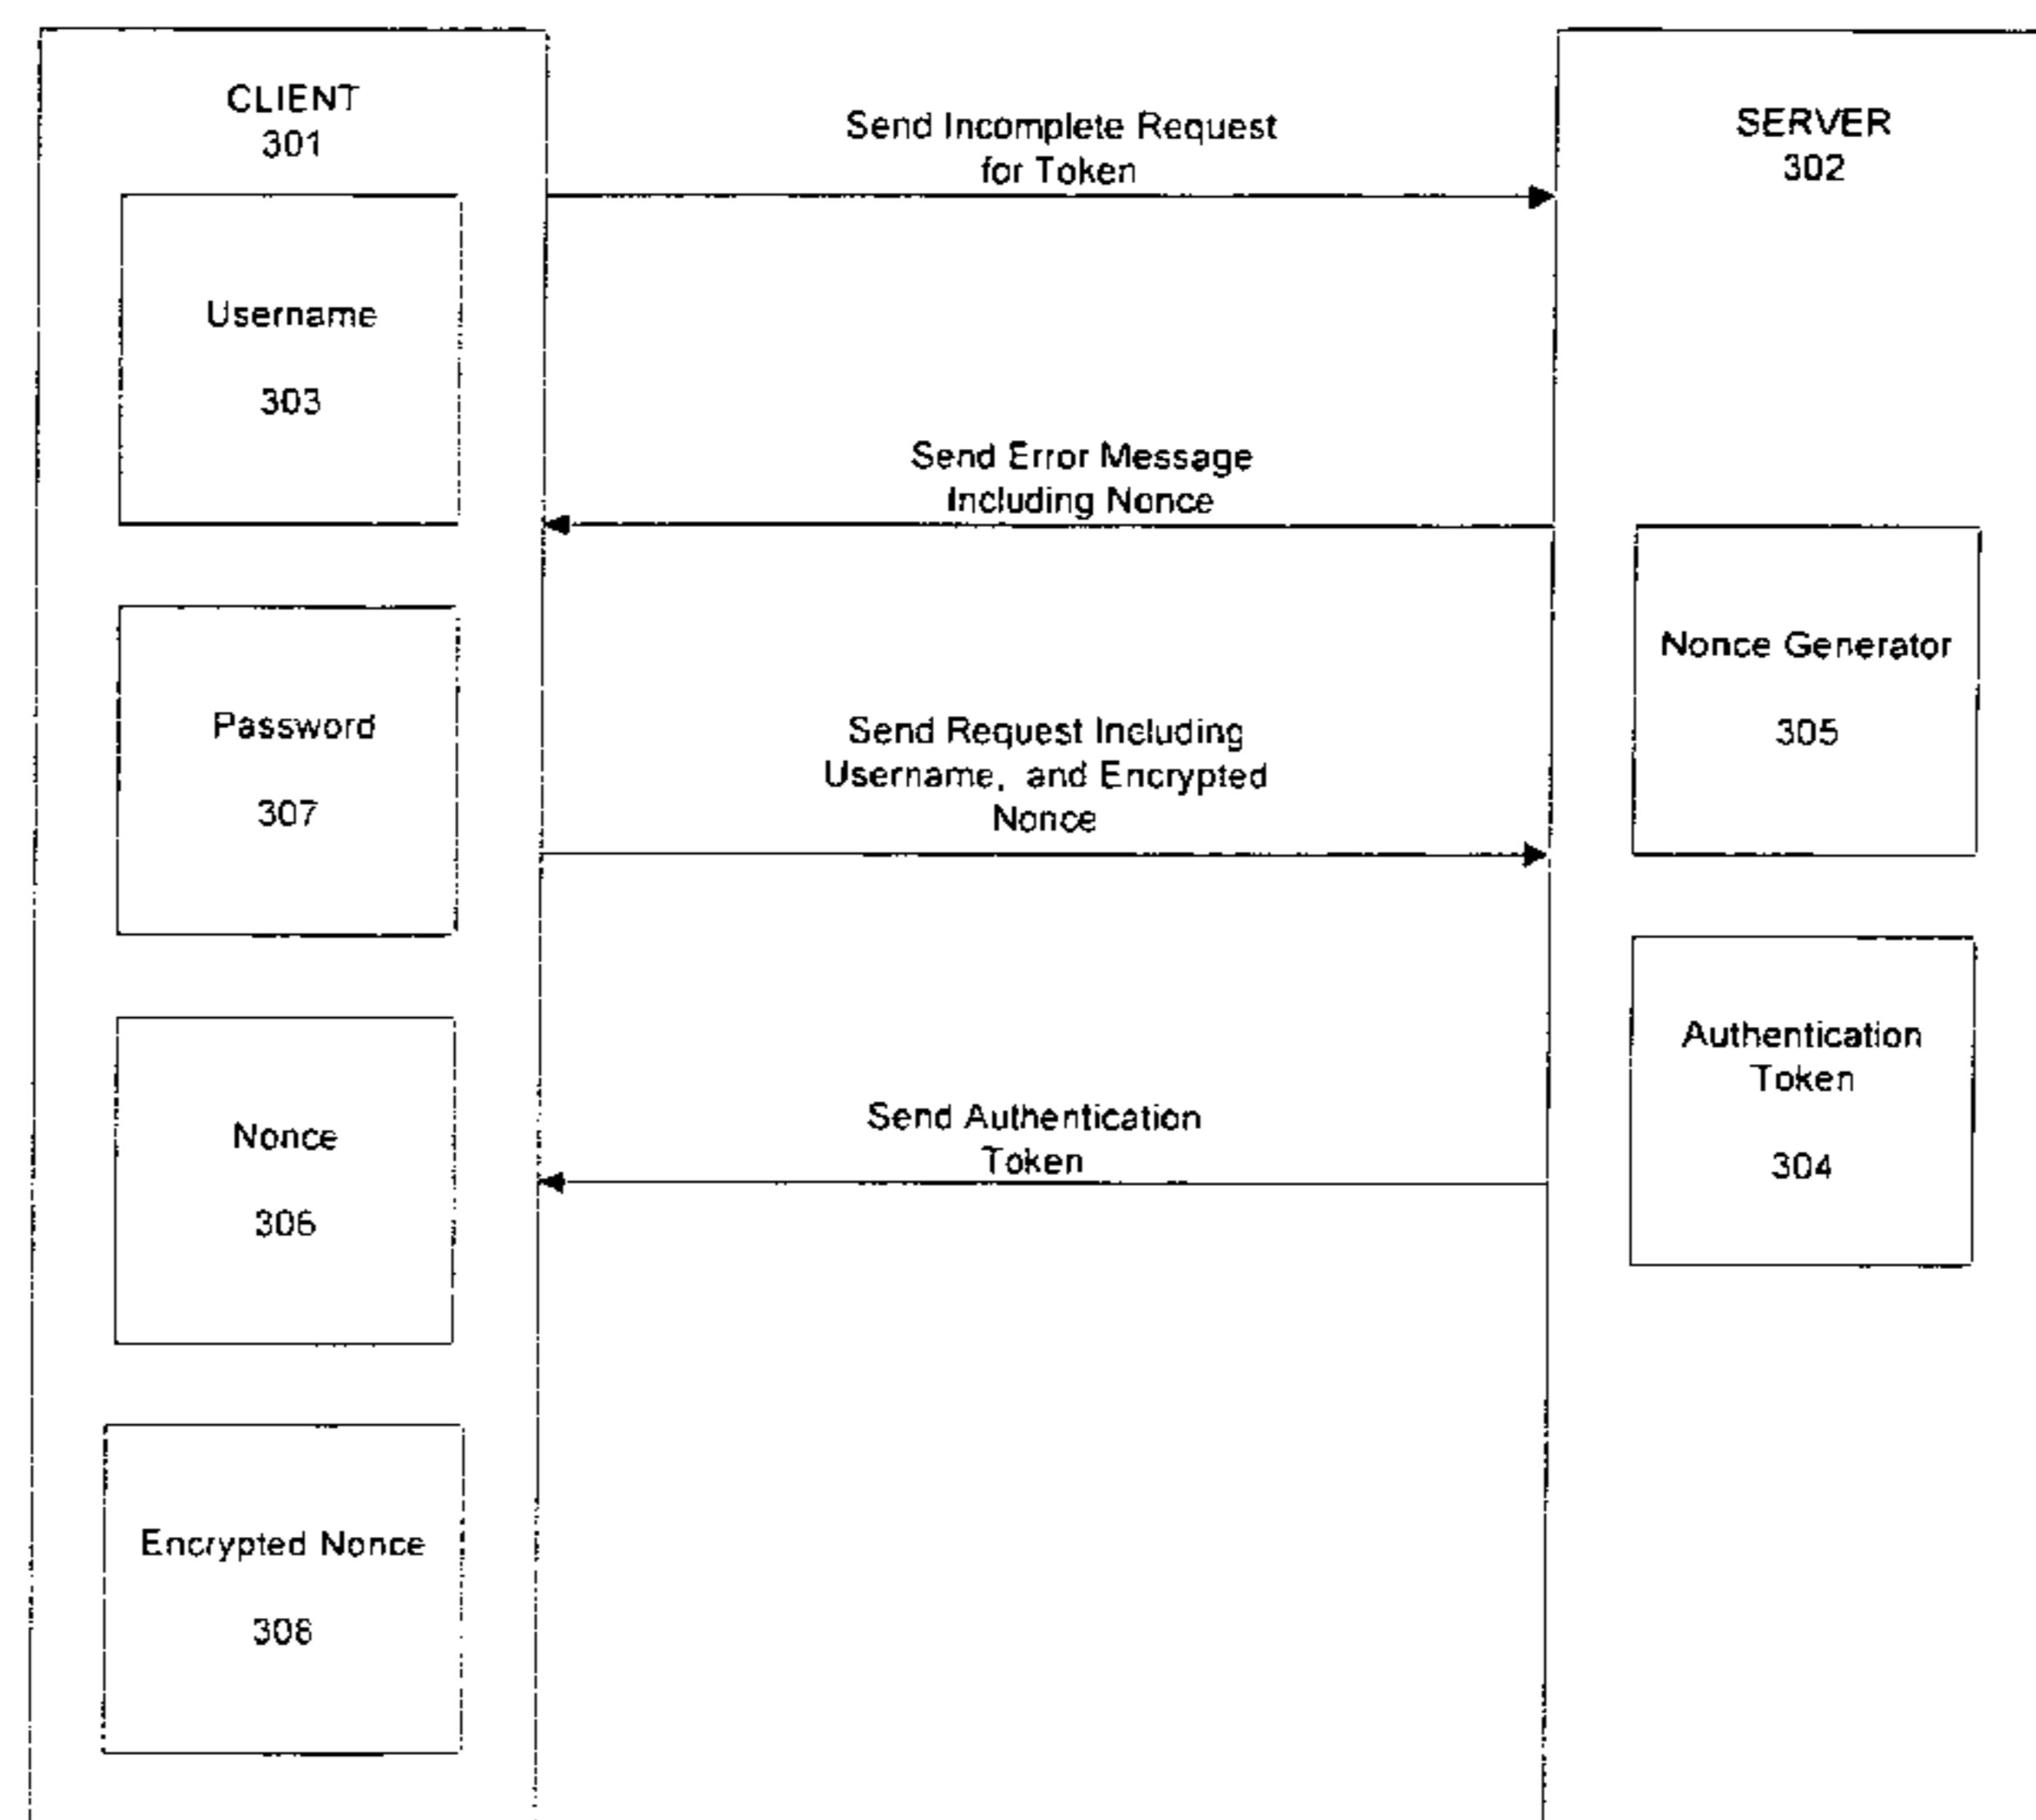 CLIENT
301
Send Incomplete Request
for Token
SERVER
302
Username
303
Send Error Message
Including Nonce
Nonce Generator
305
Password
307
Send Request Including
Username, and Encrypted
Nonce
Authentication
Token
304
Send Authentication
Token
Nonce
306
Encrypted Nonce
308